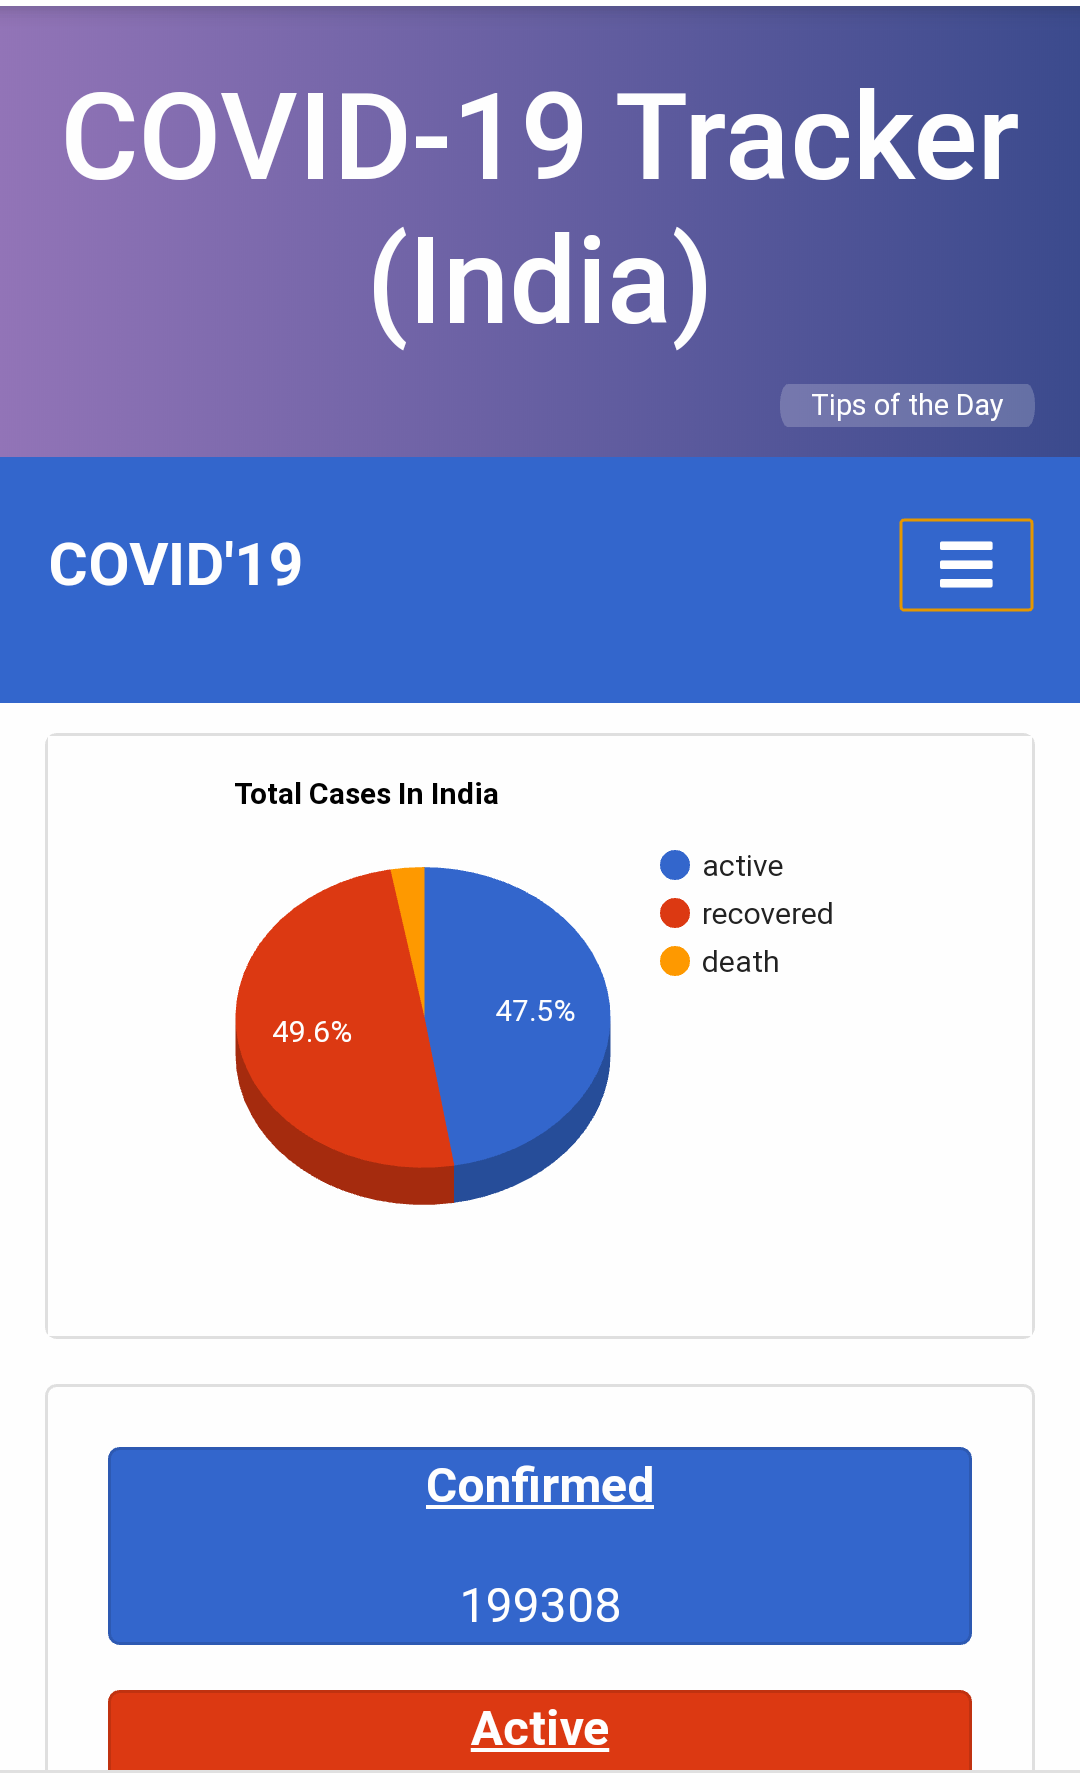 COVID-19 Tracker
(India)
Tips of the Day
COVID'19
Total Cases In India
active
recovered
death
47.5%
49.6%
Confirmed
199308
Active